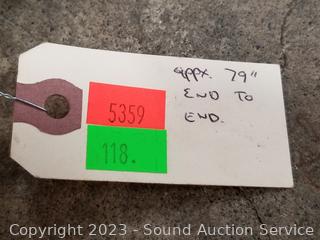 appx. 79"
END TO
END.
5359
118.
Copyright © 2023 - Sound Auction Service